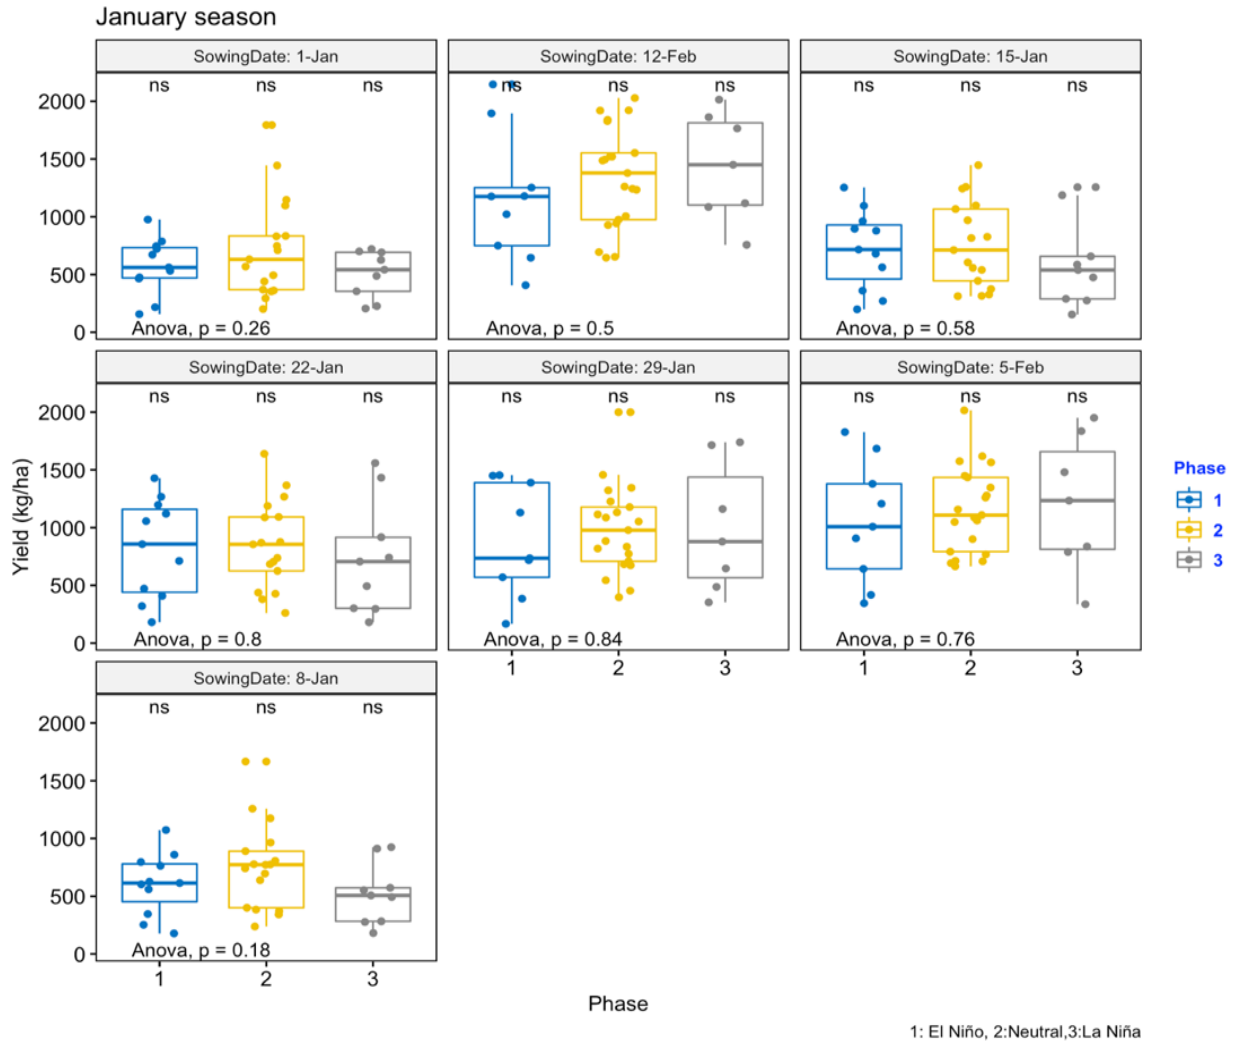 January season
SowingDate: 1-Jan
SowingDate: 12-Feb
SowingDate: 15-Jan
ns ns ns
ns ns ns
ns ns ns
2000
1500
1000
500
0
Anova, p = 0.26
Anova, p = 0.5
Anova, p = 0.58
SowingDate: 22-Jan
SowingDate: 29-Jan
SowingDate: 5-Feb
ns ns ns
ns ns ns
ns ns ns
2000
1500
1000
500
0
Yield (kg/ha)
Anova, p = 0.8
Anova, p = 0.84
Anova, p = 0.76
1 2 3
1 2 3
Phase
1
2
3
SowingDate: 8-Jan
ns ns ns
2000
1500
1000
500
0
Anova, p = 0.18
1 2 3
Phase
1: El Niño, 2:Neutral,3:La Niña